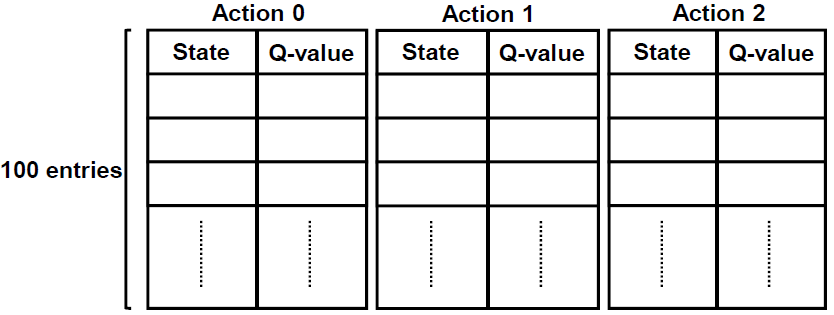 Action 0 Action 1 Action 2
State Q-value State Q-value State Q-value
100 entries